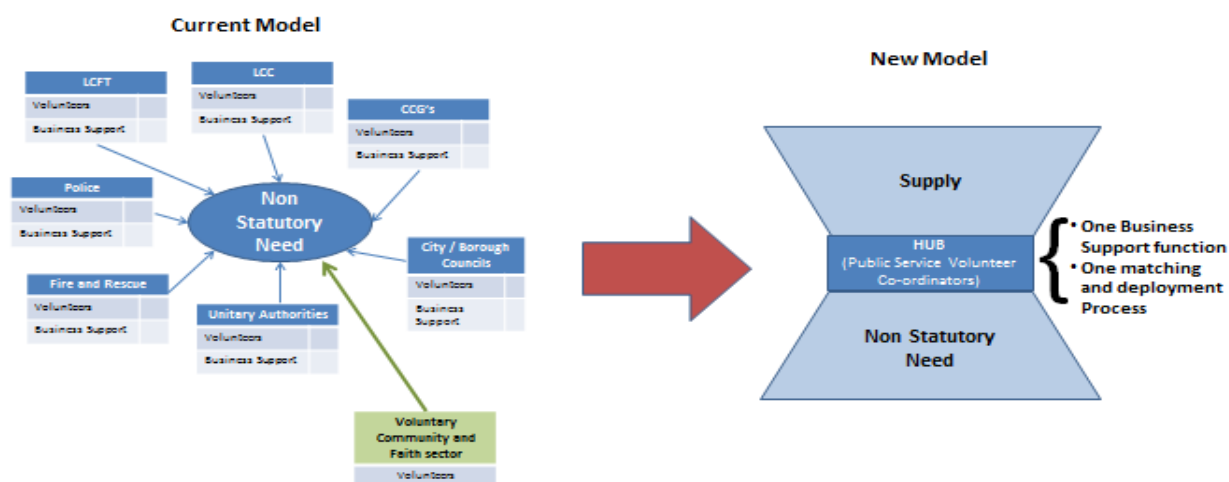 Current Model
LCFT
Volunteers
Business Support
LCC
Volunteers
Business Support
CCG's
Volunteers
Business Support
Police
Volunteers
Business Support
Non
Statutory
Need
City / Borough
Councils
Volunteers
Business
Support
Fire and Rescue
Volunteers
Business Support
Unitary Authorities
Volunteers
Business Support
Voluntary
Community and
Faith sector
Volunteers
New Model
Supply
HUB
(Public Service Volunteer
Co-ordinators)
Non Statutory
Need
• One Business
Support function
• One matching
and deployment
Process